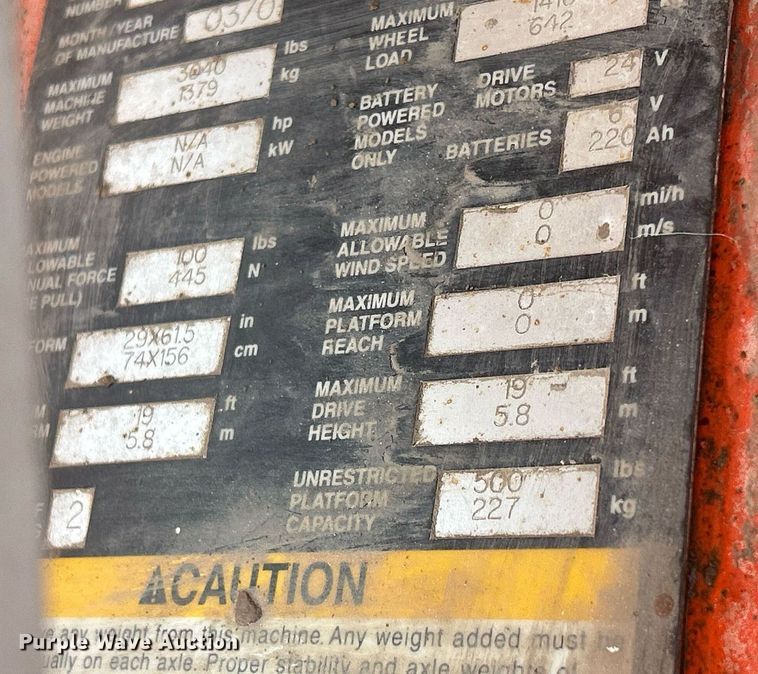 NUMBER
MONTH/YEAR
OF MANUFACTURE
MAXIMUM
MACHINE
WEIGHT
3040
1379
lbs
kg
ENGINE
POWERED
MODELS
N/A
N/A
hp
kW
MAXIMUM
ALLOWABLE
MANUAL FORCE
PULL)
100
445
lbs
N
29X61.5
74X156
in
cm
19
5.8
ft
m
2
MAXIMUM
WHEEL
LOAD
642
BATTERY
POWERED
MODELS
ONLY
DRIVE
MOTORS
24
V
BATTERIES
6
220
V
Ah
MAXIMUM
ALLOWABLE
WIND SPEED
0
0
mi/h
m/s
MAXIMUM
PLATFORM
REACH
0
0
ft
m
MAXIMUM
DRIVE
HEIGHT
19
5.8
ft
m
UNRESTRICTED
PLATFORM
CAPACITY
500
227
lbs
kg
CAUTION
any weight from this machine. Any weight added must be
on each axle. Proper stability and axle weights of
Purple Wave Auction